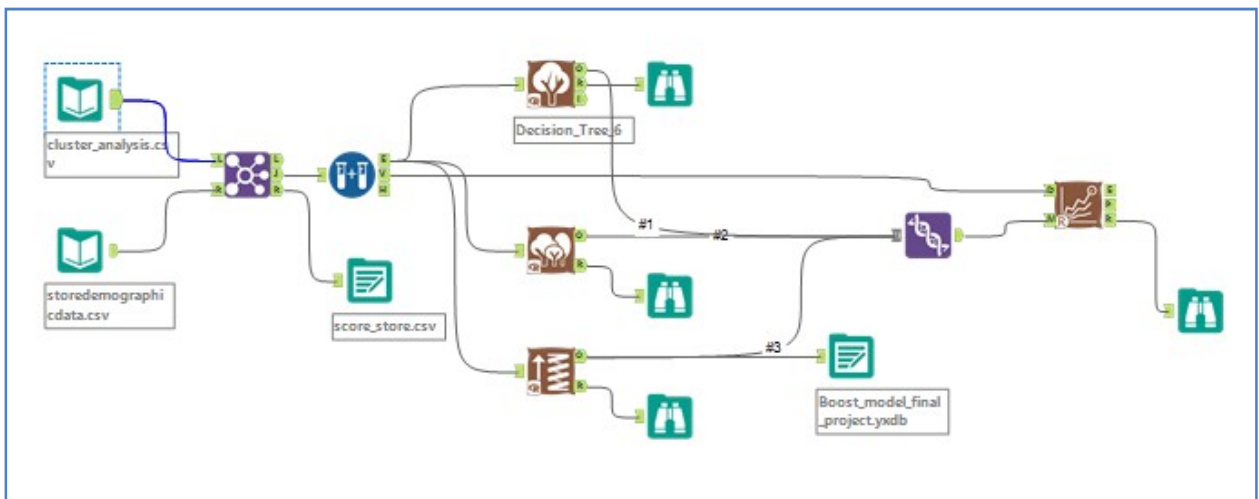 cluster_analysis.cs
v
storedemographi
cdata.csv
L
R
L
J
R
score_store.csv
E
V
H
Decision_Tree_6
O
R
I
O
R
O
R
#1
#2
#3
Boost_model_final
_project.yxdb
D
M
R
E
P
R